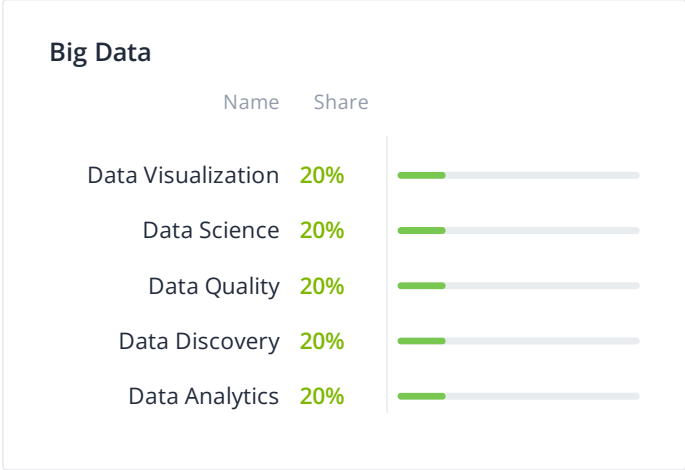 Big Data
Name Share
Data Visualization 20%
Data Science 20%
Data Quality 20%
Data Discovery 20%
Data Analytics 20%